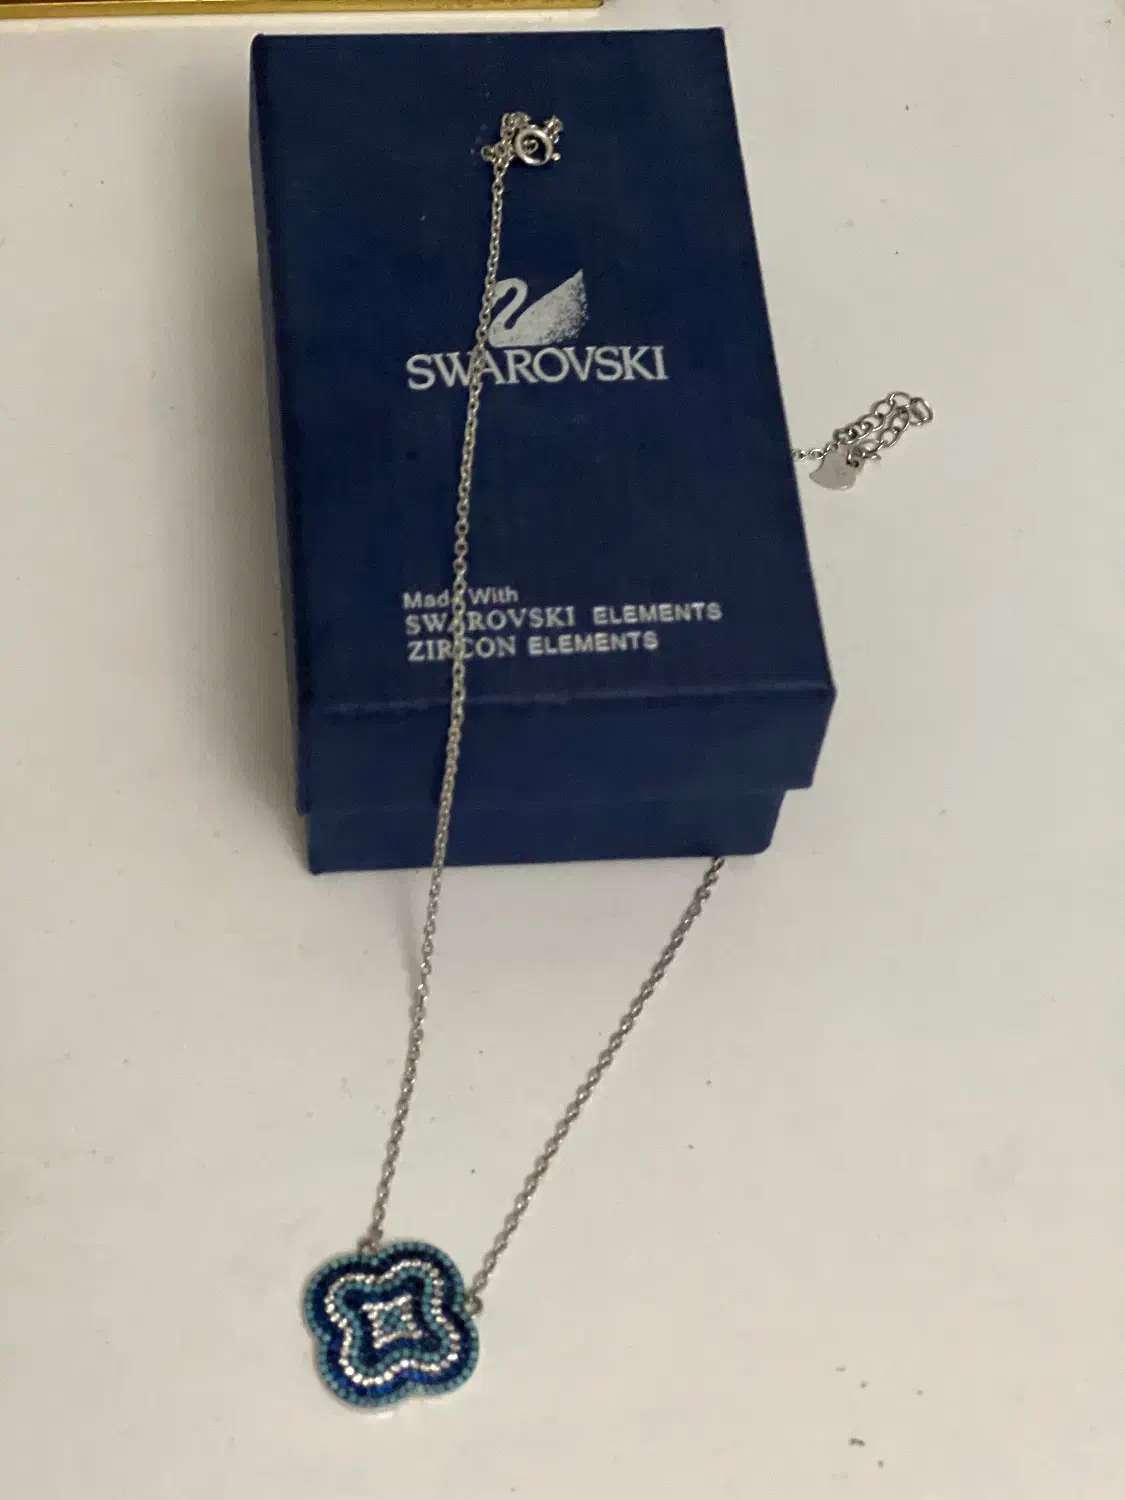 SWAROVSKI
Made With
SWAROVSKI ELEMENTS
ZIRCON ELEMENTS